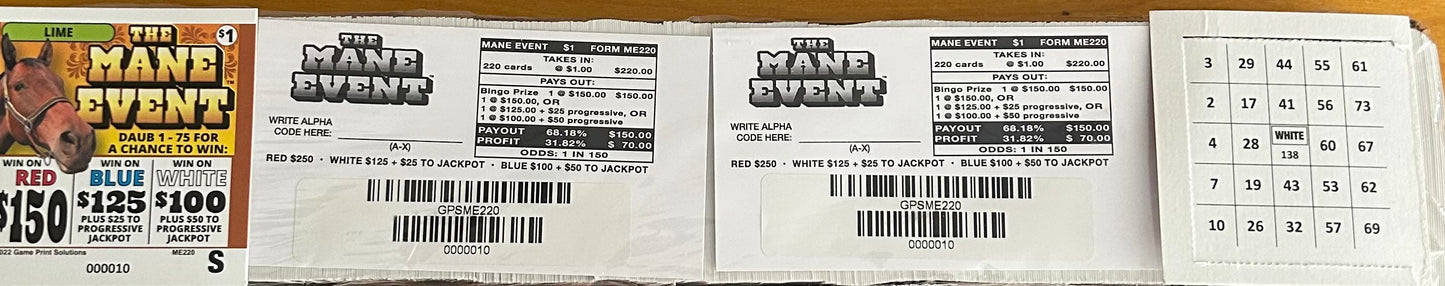 LIME
$1
THE
MANE
EVENT™
DAUB 1 - 75 FOR
A CHANCE TO WIN:
WIN ON
RED
$150
WIN ON
BLUE
$125
PLUS $25 TO
PROGRESSIVE
JACKPOT
WIN ON
WHITE
$100
PLUS $50 TO
PROGRESSIVE
JACKPOT
022 Game Print Solutions
ME220
000010
S
THE
MANE
EVENT™
MANE EVENT $1 FORM ME220
TAKES IN:
220 cards @ $1.00 $220.00
PAYS OUT:
Bingo Prize 1 @ $150.00 $150.00
1 @ $150.00, OR
1 @ $125.00 + $25 progressive, OR
1 @ $100.00 + $50 progressive
PAYOUT 68.18% $150.00
PROFIT 31.82% $ 70.00
ODDS: 1 IN 150
WRITE ALPHA
CODE HERE:
(A-X)
RED $250 • WHITE $125 + $25 TO JACKPOT • BLUE $100 + $50 TO JACKPOT
GPSME220
0000010
THE
MANE
EVENT™
MANE EVENT $1 FORM ME220
TAKES IN:
220 cards @ $1.00 $220.00
PAYS OUT:
Bingo Prize 1 @ $150.00 $150.00
1 @ $150.00, OR
1 @ $125.00 + $25 progressive, OR
1 @ $100.00 + $50 progressive
PAYOUT 68.18% $150.00
PROFIT 31.82% $ 70.00
ODDS: 1 IN 150
WRITE ALPHA
CODE HERE:
(A-X)
RED $250 • WHITE $125 + $25 TO JACKPOT • BLUE $100 + $50 TO JACKPOT
GPSME220
0000010
3 29 44 55 61
2 17 41 56 73
4 28 WHITE 138 60 67
7 19 43 53 62
10 26 32 57 69